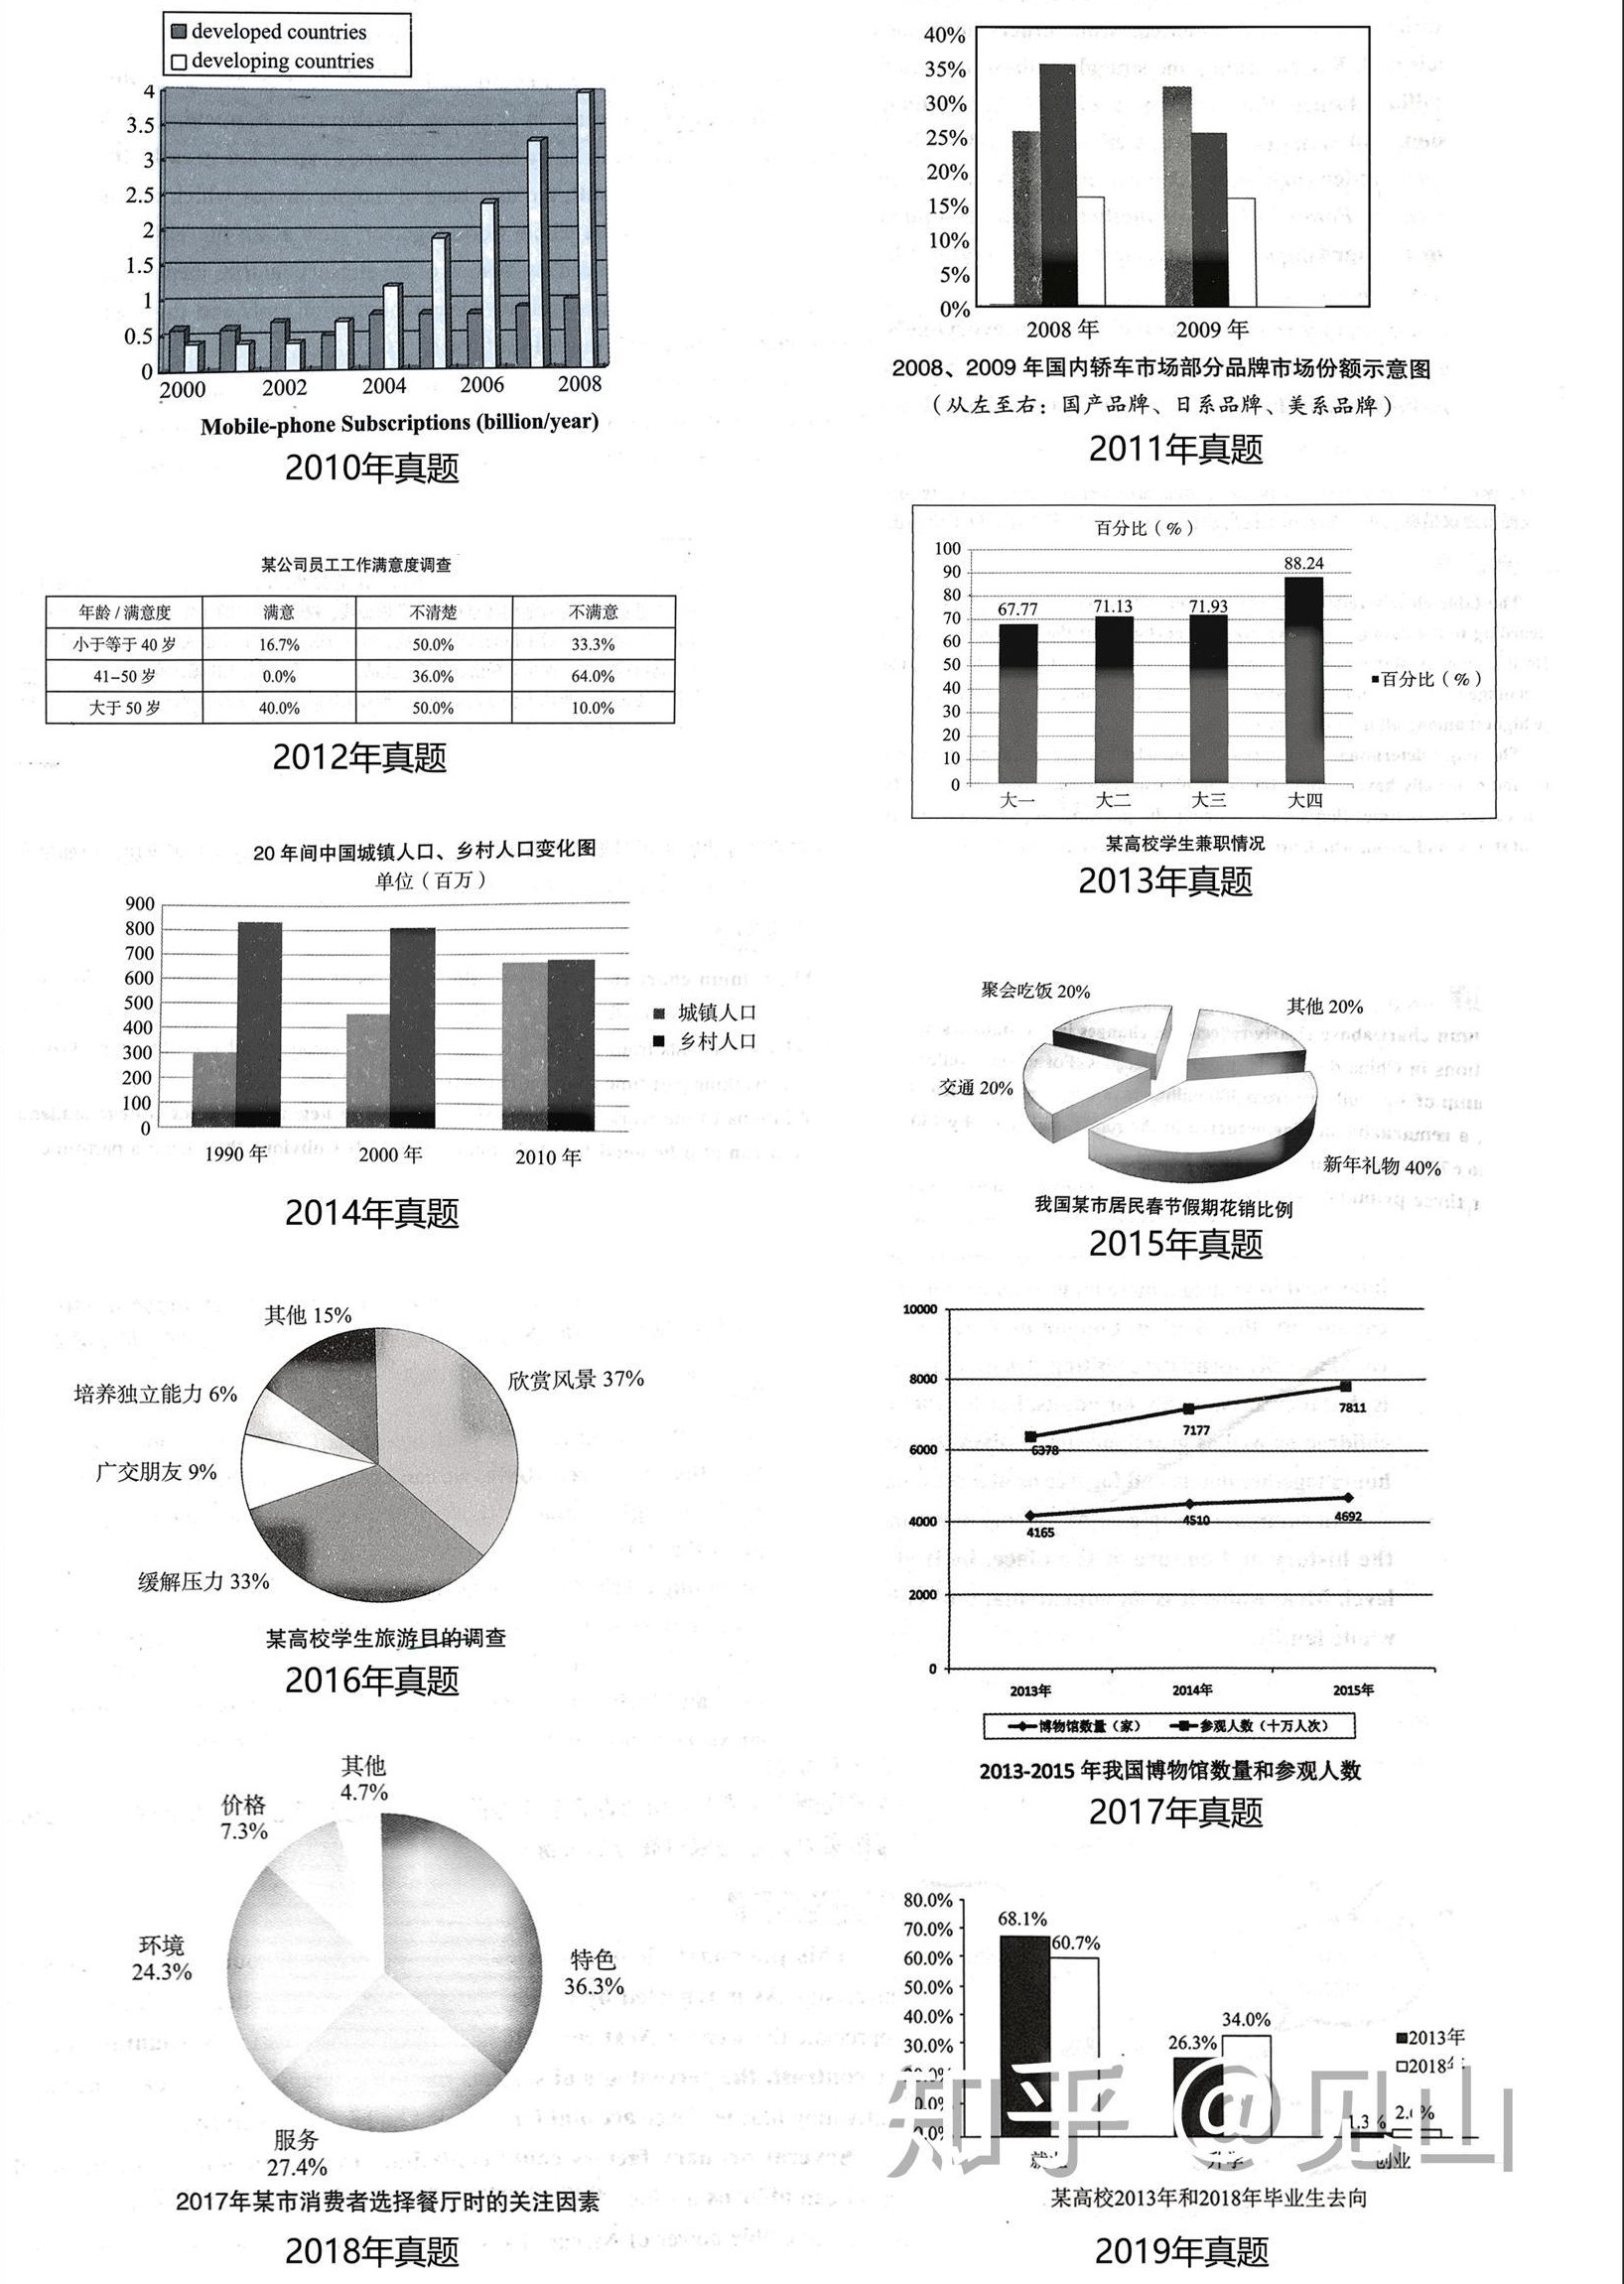 developed countries
developing countries
4
3.5
3
2.5
2
1.5
1
0.5
0
2000
2002
2004
2006
2008
Mobile-phone Subscriptions (billion/year)
2010年真题
40%
35%
30%
25%
20%
15%
10%
5%
0%
2008 年
2009 年
2008、2009 年国内轿车市场部分品牌市场份额示意图
（从左至右：国产品牌、日系品牌、美系品牌）
2011年真题
某公司员工工作满意度调查
年龄 / 满意度 满意 不清楚 不满意
小于等于 40 岁 16.7% 50.0% 33.3%
41–50 岁 0.0% 36.0% 64.0%
大于 50 岁 40.0% 50.0% 10.0%
2012年真题
百分比（%）
100
90
80
70
60
50
40
30
20
10
0
67.77
71.13
71.93
88.24
大一
大二
大三
大四
百分比（%）
某高校学生兼职情况
2013年真题
20 年间中国城镇人口、乡村人口变化图
单位（百万）
900
800
700
600
500
400
300
200
100
0
1990 年
2000 年
2010 年
城镇人口
乡村人口
2014年真题
聚会吃饭 20%
其他 20%
交通 20%
新年礼物 40%
我国某市居民春节假期花销比例
2015年真题
其他 15%
欣赏风景 37%
培养独立能力 6%
广交朋友 9%
缓解压力 33%
某高校学生旅游目的调查
2016年真题
10000
8000
6000
4000
2000
0
6378
7177
7811
4165
4510
4692
2013年
2014年
2015年
博物馆数量（家）
参观人数（十万人次）
2013-2015 年我国博物馆数量和参观人数
2017年真题
其他
4.7%
价格
7.3%
环境
24.3%
特色
36.3%
服务
27.4%
2017年某市消费者选择餐厅时的关注因素
2018年真题
80.0%
70.0%
60.0%
50.0%
40.0%
30.0%
68.1%
60.7%
26.3%
34.0%
1.3%
2013年
2018年
升学
创业
知乎 @见山
某高校2013年和2018年毕业生去向
2019年真题